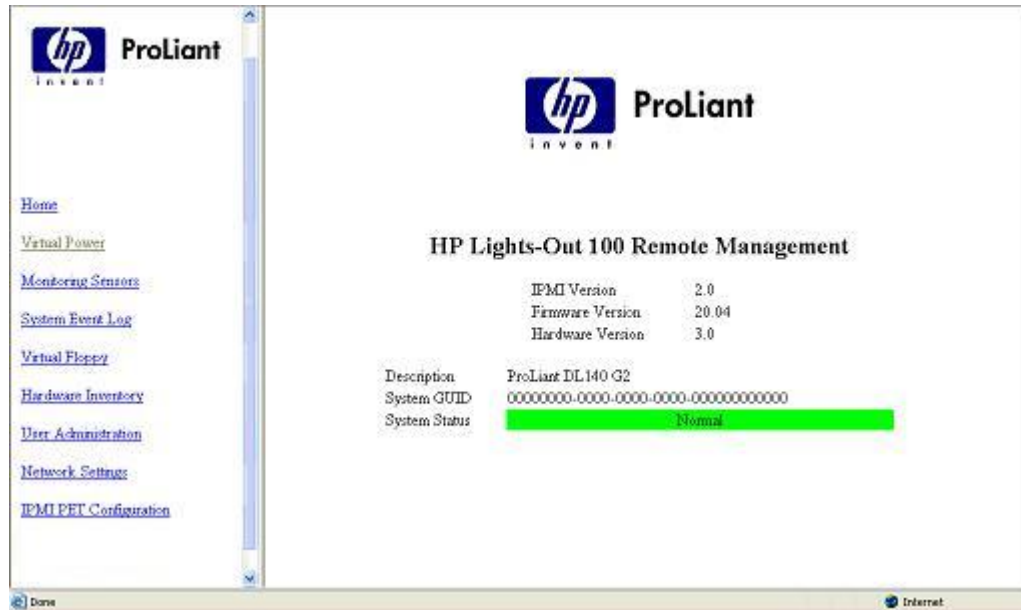 hp ProLiant
invent
Home
Virtual Power
Monitoring Sensors
System Event Log
Virtual Floppy
Hardware Inventory
User Administration
Network Settings
IPMI PET Configuration
hp ProLiant
invent
HP Lights-Out 100 Remote Management
IPMI Version 2.0
Firmware Version 20.04
Hardware Version 3.0
Description ProLiant DL140 G2
System GUID 00000000-0000-0000-0000-000000000000
System Status Normal
Done Internet